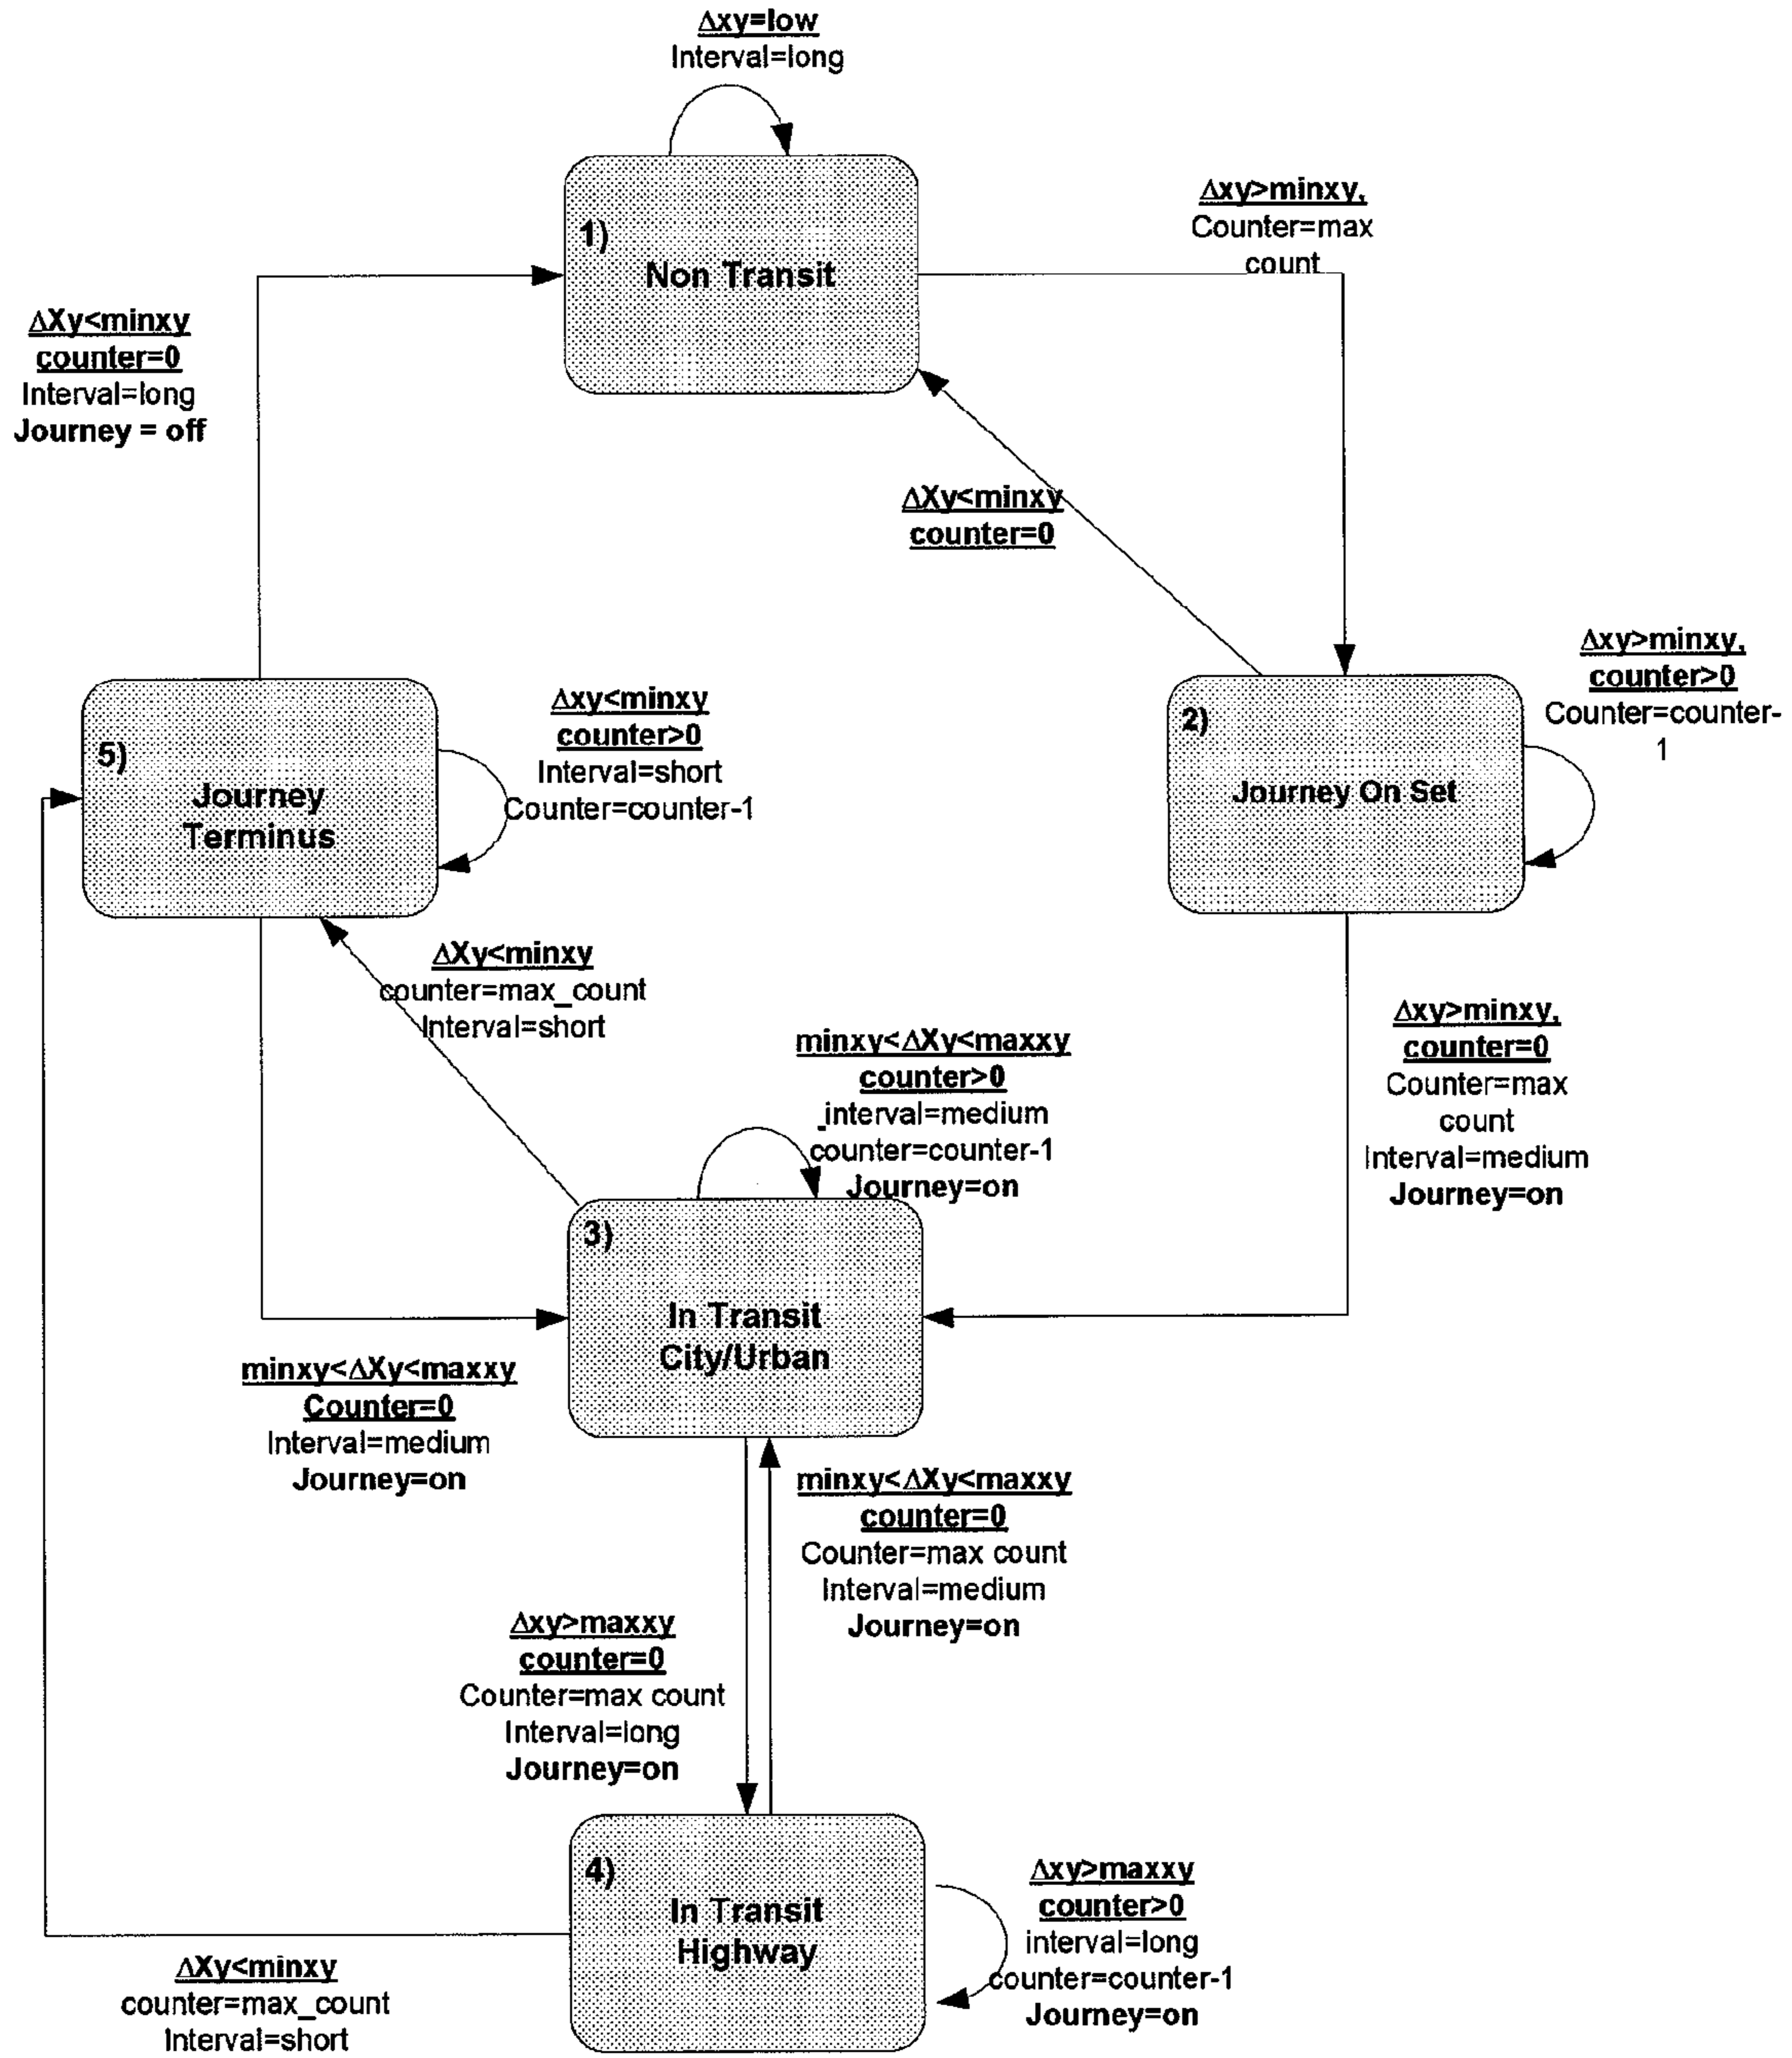 Δxy=low
Interval=long
1)
Non Transit
Δxy>minxy,
Counter=max
count
ΔXy<minxy
counter=0
Interval=long
Journey = off
ΔXy<minxy
counter=0
Δxy>minxy,
counter>0
Counter=counter-
1
2)
Journey On Set
5)
Journey
Terminus
Δxy<minxy
counter>0
Interval=short
Counter=counter-1
ΔXy<minxy
counter=max_count
Interval=short
minxy<ΔXy<maxxy
counter>0
interval=medium
counter=counter-1
Journey=on
Δxy>minxy,
counter=0
Counter=max
count
Interval=medium
Journey=on
3)
In Transit
City/Urban
minxy<ΔXy<maxxy
Counter=0
Interval=medium
Journey=on
minxy<ΔXy<maxxy
counter=0
Counter=max count
Interval=medium
Journey=on
Δxy>maxxy
counter=0
Counter=max count
Interval=long
Journey=on
4)
In Transit
Highway
Δxy>maxxy
counter>0
interval=long
counter=counter-1
Journey=on
ΔXy<minxy
counter=max_count
Interval=short